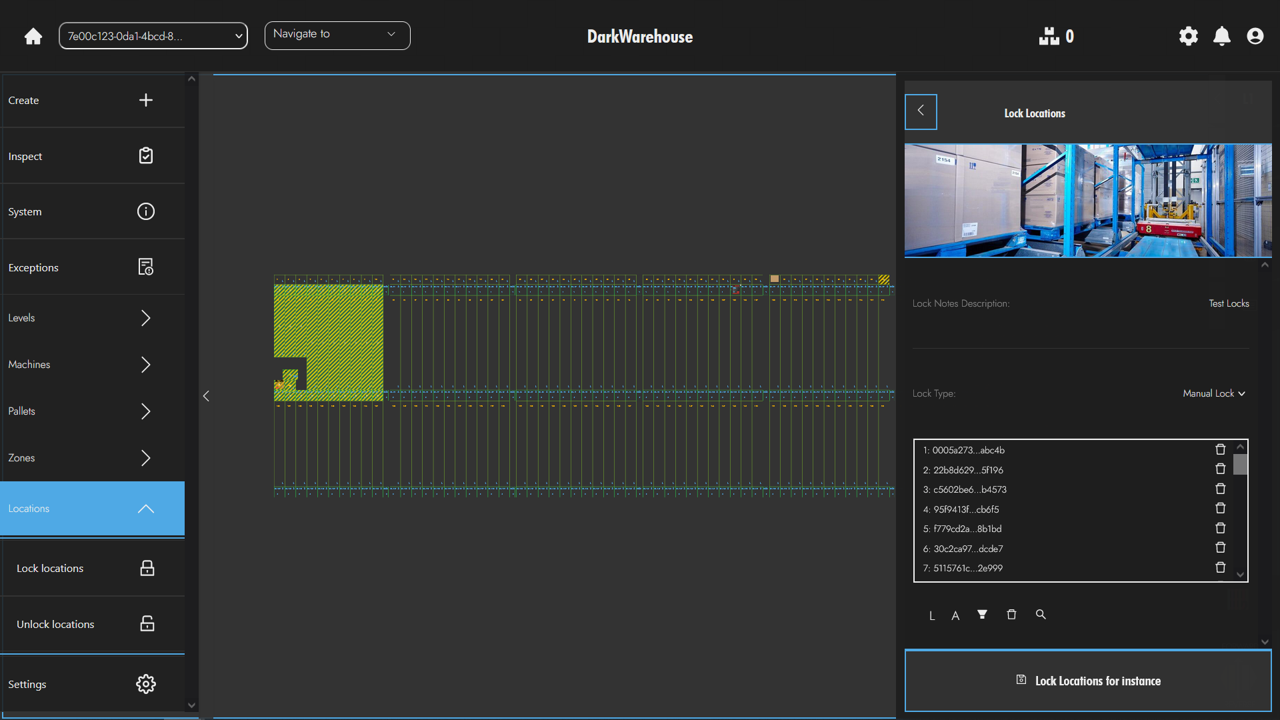 7e00c123-0da1-4bcd-8...
Navigate to
DarkWarehouse
0
Create
Inspect
System
Exceptions
Levels
Machines
Pallets
Zones
Locations
Lock locations
Unlock locations
Settings
Lock Locations
8
Lock Notes Description:
Test Locks
Lock Type:
Manual Lock
1: 0005a273...abc4b
2: 22b8d629...5f196
3: c5602be6...b4573
4: 95f9413f...cb6f5
5: f779cd2a...8b1bd
6: 30c2ca97...dcde7
7: 5115761c...2e999
L A
Lock Locations for instance